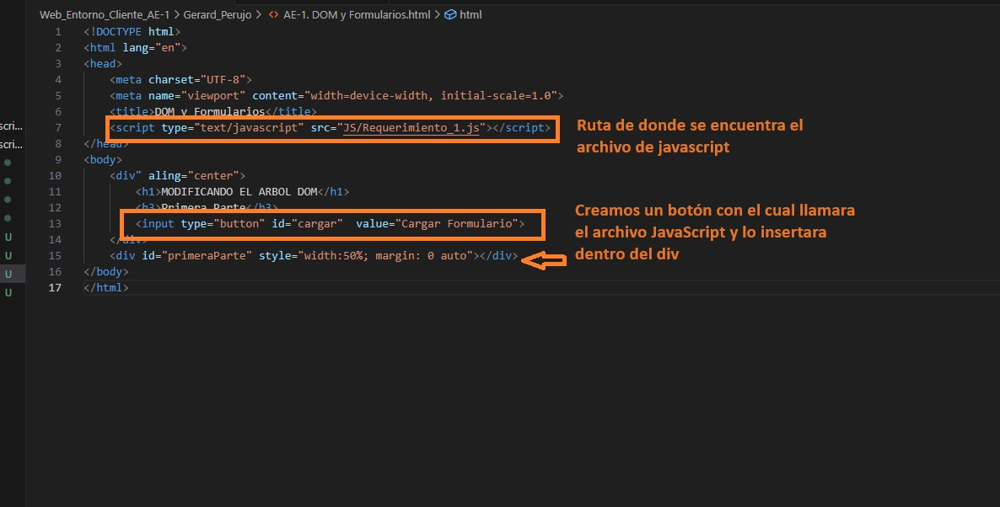 Web_Entorno_Cliente_AE-1 > Gerard_Perujo > <> AE-1. DOM y Formularios.html > html
1 <!DOCTYPE html>
2 <html lang="en">
3 <head>
4 <meta charset="UTF-8">
5 <meta name="viewport" content="width=device-width, initial-scale=1.0">
6 <title>DOM y Formularios</title>
scri...
7 <script type="text/javascript" src="JS/Requerimiento_1.js"></script>
Ruta de donde se encuentra el
archivo de javascript
scri...
8 </head>
9 <body>
10 <div" aling="center">
11 <h1>MODIFICANDO EL ARBOL DOM</h1>
12 <h3>Primera Parte</h3>
13 <input type="button" id="cargar"  value="Cargar Formulario">
Creamos un botón con el cual llamara
el archivo JavaScript y lo insertara
dentro del div
U
14 </div>
U
15 <div id="primeraParte" style="width:50%; margin: 0 auto"></div>
U
16 </body>
U
17 </html>